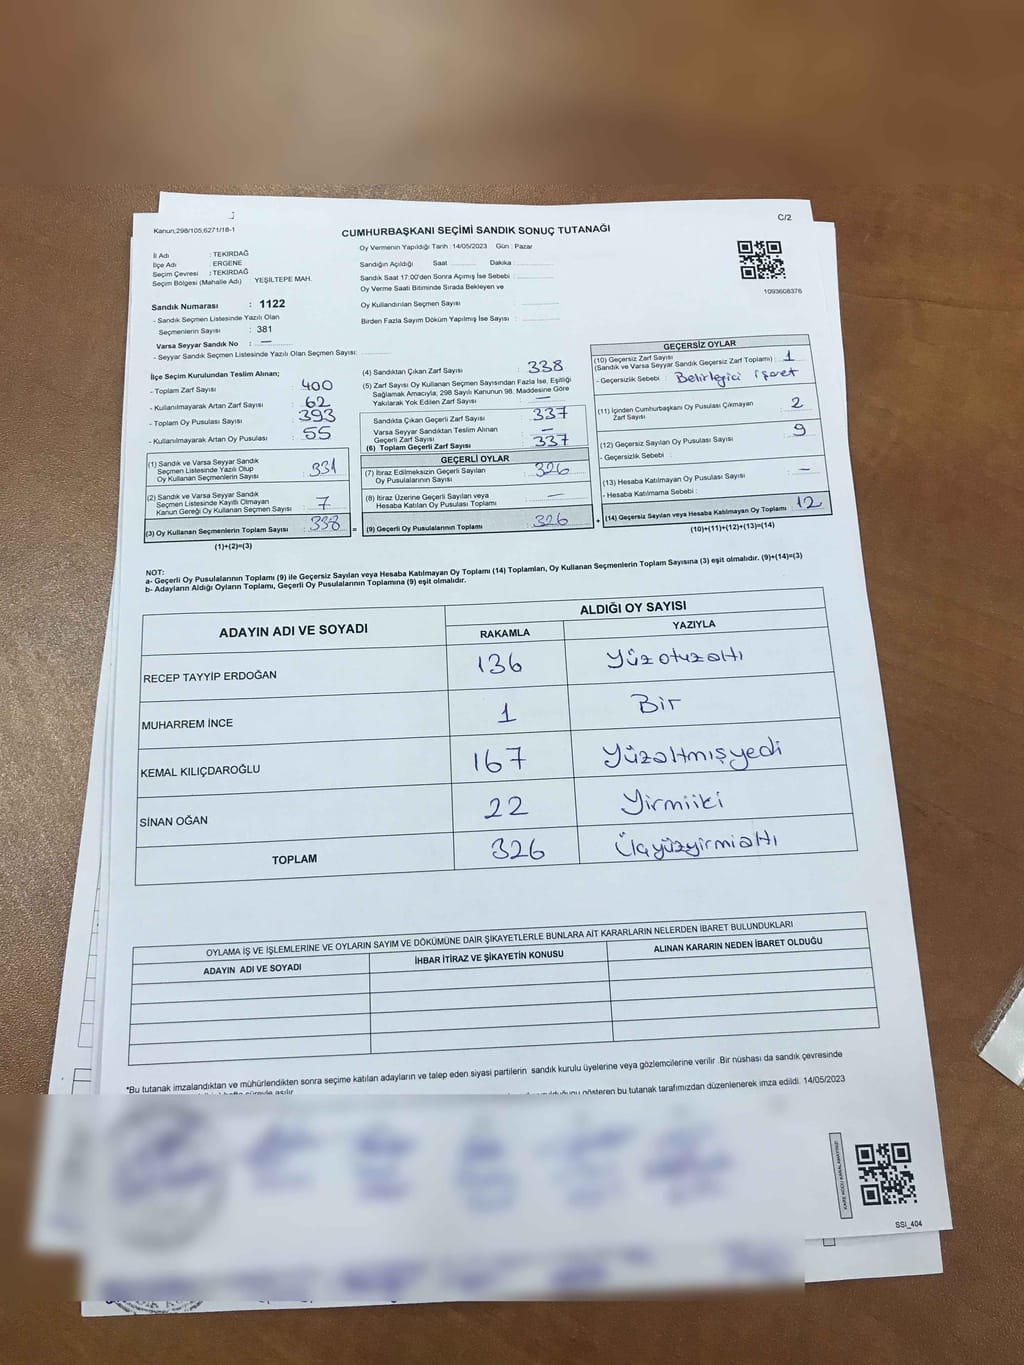 Kanun,298/105;6271/18-1
C/2
CUMHURBAŞKANI SEÇİMİ SANDIK SONUÇ TUTANAĞI
İl Adı : TEKİRDAĞ
İlçe Adı : ERGENE
Seçim Çevresi : TEKİRDAĞ
Seçim Bölgesi (Mahalle Adı) YEŞİLTEPE MAH.
Oy Vermenin Yapıldığı Tarih :14/05/2023 Gün : Pazar
Sandığın Açıldığı Saat : Dakika :
Sandık Saat 17:00'den Sonra Açımış İse Sebebi :
Oy Verme Saati Bitiminde Sırada Bekleyen ve
Oy Kullandırılan Seçmen Sayısı :
Birden Fazla Sayım Döküm Yapılmış İse Sayısı :
1093608376
Sandık Numarası : 1122
- Sandık Seçmen Listesinde Yazılı Olan
Seçmenlerin Sayısı : 381
Varsa Seyyar Sandık No : —
- Seyyar Sandık Seçmen Listesinde Yazılı Olan Seçmen Sayısı:
İlçe Seçim Kurulundan Teslim Alınan;
- Toplam Zarf Sayısı : 400
- Kullanılmayarak Artan Zarf Sayısı : 62
- Toplam Oy Pusulası Sayısı : 393
- Kullanılmayarak Artan Oy Pusulası : 55
(1) Sandık ve Varsa Seyyar Sandık
Seçmen Listesinde Yazılı Olup
Oy Kullanan Seçmenlerin Sayısı : 331
(2) Sandık ve Varsa Seyyar Sandık
Seçmen Listesinde Kayıtlı Olmayan
Kanun Gereği Oy Kullanan Seçmen Sayısı : 7
(3) Oy Kullanan Seçmenlerin Toplam Sayısı : 338
(1)+(2)=(3)
(4) Sandıktan Çıkan Zarf Sayısı : 338
(5) Zarf Sayısı Oy Kullanan Seçmen Sayısından Fazla İse, Eşitliği
Sağlamak Amacıyla, 298 Sayılı Kanunun 98. Maddesine Göre
Yakılarak Yok Edilen Zarf Sayısı : —
Sandıkta Çıkan Geçerli Zarf Sayısı : 337
Varsa Seyyar Sandıktan Teslim Alınan
Geçerli Zarf Sayısı : —
(6) Toplam Geçerli Zarf Sayısı : 337
GEÇERLİ OYLAR
(7) İtiraz Edilmeksizin Geçerli Sayılan
Oy Pusulalarının Sayısı : 326
(8) İtiraz Üzerine Geçerli Sayılan veya
Hesaba Katılan Oy Pusulası Toplamı : —
= (9) Geçerli Oy Pusulalarının Toplamı : 326
GEÇERSİZ OYLAR
(10) Geçersiz Zarf Sayısı
(Sandık ve Varsa Seyyar Sandık Geçersiz Zarf Toplamı) : 1
- Geçersizlik Sebebi : Belirleyici işaret
(11) İçinden Cumhurbaşkanı Oy Pusulası Çıkmayan
Zarf Sayısı : 2
(12) Geçersiz Sayılan Oy Pusulası Sayısı : 9
- Geçersizlik Sebebi :
(13) Hesaba Katılmayan Oy Pusulası Sayısı : —
- Hesaba Katılmama Sebebi :
+ (14) Geçersiz Sayılan veya Hesaba Katılmayan Oy Toplamı : 12
(10)+(11)+(12)+(13)=(14)
NOT:
a- Geçerli Oy Pusulalarının Toplamı (9) ile Geçersiz Sayılan veya Hesaba Katılmayan Oy Toplamı (14) Toplamları, Oy Kullanan Seçmenlerin Toplam Sayısına (3) eşit olmalıdır. (9)+(14)=(3)
b- Adayların Aldığı Oyların Toplamı, Geçerli Oy Pusulalarının Toplamına (9) eşit olmalıdır.
ADAYIN ADI VE SOYADI
ALDIĞI OY SAYISI
RAKAMLA YAZIYLA
RECEP TAYYİP ERDOĞAN 136 Yüzotuzaltı
MUHARREM İNCE 1 Bir
KEMAL KILIÇDAROĞLU 167 Yüzaltmışyedi
SİNAN OĞAN 22 Yirmiiki
TOPLAM 326 Üçyüzyirmialtı
OYLAMA İŞ VE İŞLEMLERİNE VE OYLARIN SAYIM VE DÖKÜMÜNE DAİR ŞİKAYETLERLE BUNLARA AİT KARARLARIN NELERDEN İBARET BULUNDUKLARI
ADAYIN ADI VE SOYADI İHBAR İTİRAZ VE ŞİKAYETİN KONUSU ALINAN KARARIN NEDEN İBARET OLDUĞU
*Bu tutanak imzalandıktan ve mühürlendikten sonra seçime katılan adayların ve talep eden siyasi partilerin sandık kurulu üyelerine veya gözlemcilerine verilir .Bir nüshası da sandık çevresinde
gösteren bu tutanak tarafımızdan düzenlenerek imza edildi. 14/05/2023
KARE KODU KARALAMAYINIZ!
SSI_404